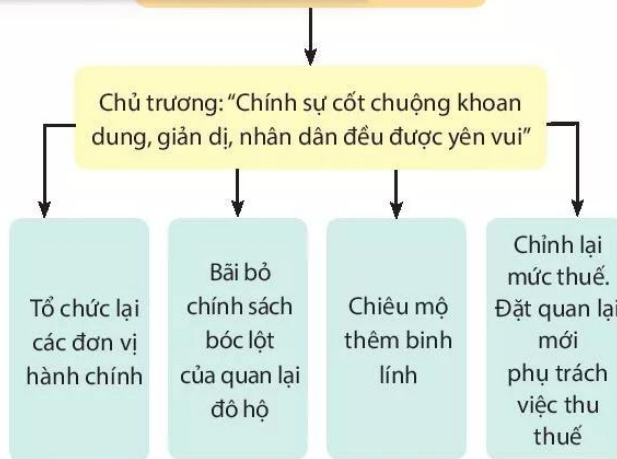 Chủ trương: “Chính sự cốt chuộng khoan
dung, giản dị, nhân dân đều được yên vui”
Tổ chức lại
các đơn vị
hành chính
Bãi bỏ
chính sách
bóc lột
của quan lại
đô hộ
Chiêu mộ
thêm binh
lính
Chỉnh lại
mức thuế.
Đặt quan lại
mới
phụ trách
việc thu
thuế